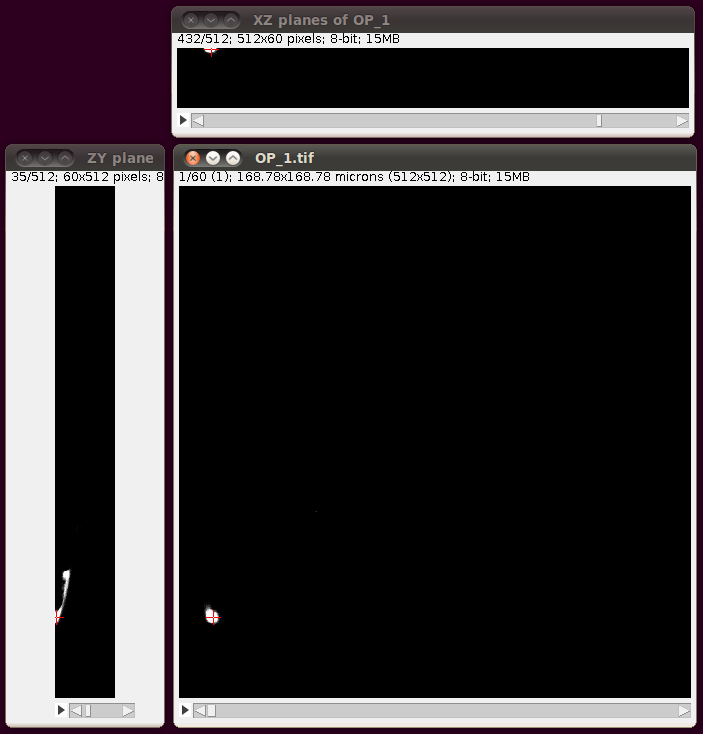 XZ planes of OP_1
432/512; 512x60 pixels; 8-bit; 15MB
ZY plane
35/512; 60x512 pixels; 8
OP_1.tif
1/60 (1); 168.78x168.78 microns (512x512); 8-bit; 15MB